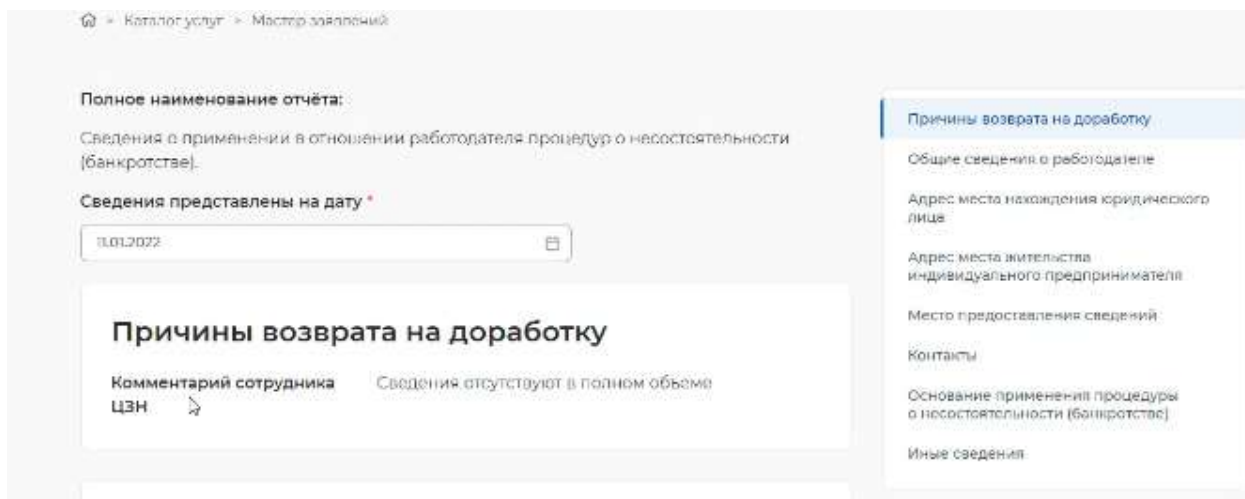 > Каталог услуг > Мастер заявлений
Полное наименование отчёта:
Сведения о применении в отношении работодателя процедур о несостоятельности
(банкротстве).
Сведения представлены на дату *
11.01.2022
Причины возврата на доработку
Комментарий сотрудника
ЦЗН
Сведения отсутствуют в полном объеме
Причины возврата на доработку
Общие сведения о работодателе
Адрес места нахождения юридического
лица
Адрес места жительства
индивидуального предпринимателя
Место предоставления сведений
Контакты
Основание применения процедуры
о несостоятельности (банкротстве)
Иные сведения